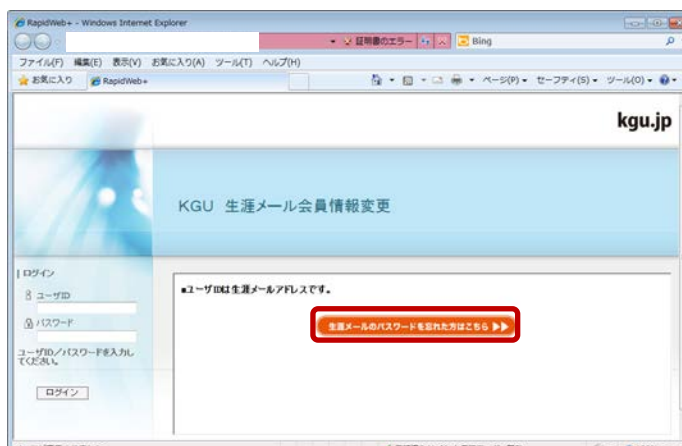 RapidWeb+ - Windows Internet Explorer
証明書のエラー
Bing
ファイル(F) 編集(E) 表示(V) お気に入り(A) ツール(T) ヘルプ(H)
お気に入り RapidWeb+
ページ(P) セーフティ(S) ツール(O)
kgu.jp
KGU 生涯メール会員情報変更
ログイン
ユーザID
パスワード
ユーザID/パスワードを入力し
てください。
ログイン
■ユーザIDは生涯メールアドレスです。
生涯メールのパスワードを忘れた方はこちら ▶▶